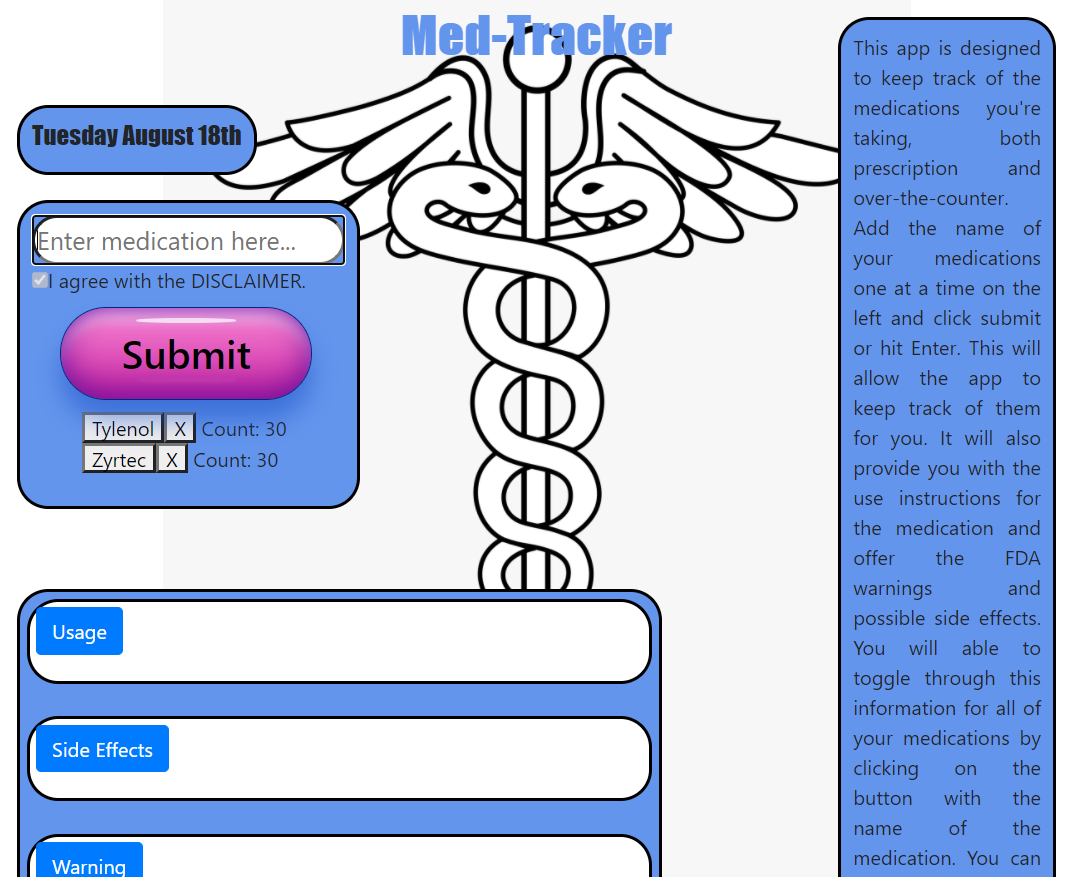 Med-Tracker
Tuesday August 18th
Enter medication here...
I agree with the DISCLAIMER.
Submit
Tylenol X Count: 30
Zyrtec X Count: 30
Usage
Side Effects
Warning
This app is designed
to keep track of the
medications you're
taking, both
prescription and
over-the-counter.
Add the name of
your medications
one at a time on the
left and click submit
or hit Enter. This will
allow the app to
keep track of them
for you. It will also
provide you with the
use instructions for
the medication and
offer the FDA
warnings and
possible side effects.
You will able to
toggle through this
information for all of
your medications by
clicking on the
button with the
name of the
medication. You can